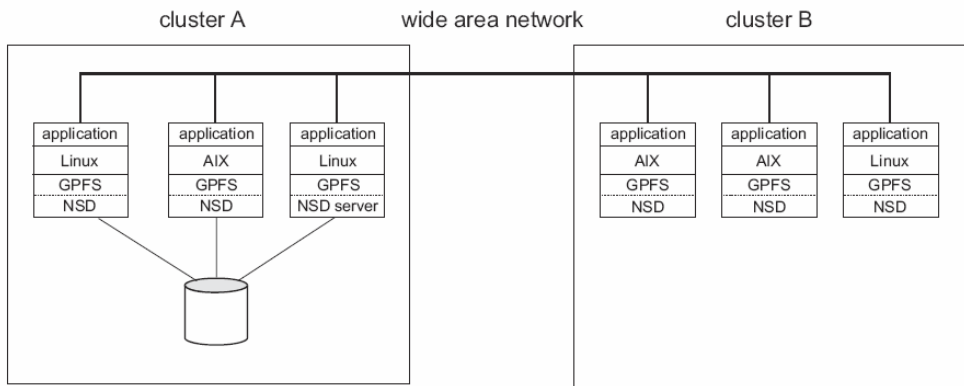 cluster A
wide area network
cluster B
application
Linux
GPFS
NSD
application
AIX
GPFS
NSD
application
Linux
GPFS
NSD server
application
AIX
GPFS
NSD
application
AIX
GPFS
NSD
application
Linux
GPFS
NSD